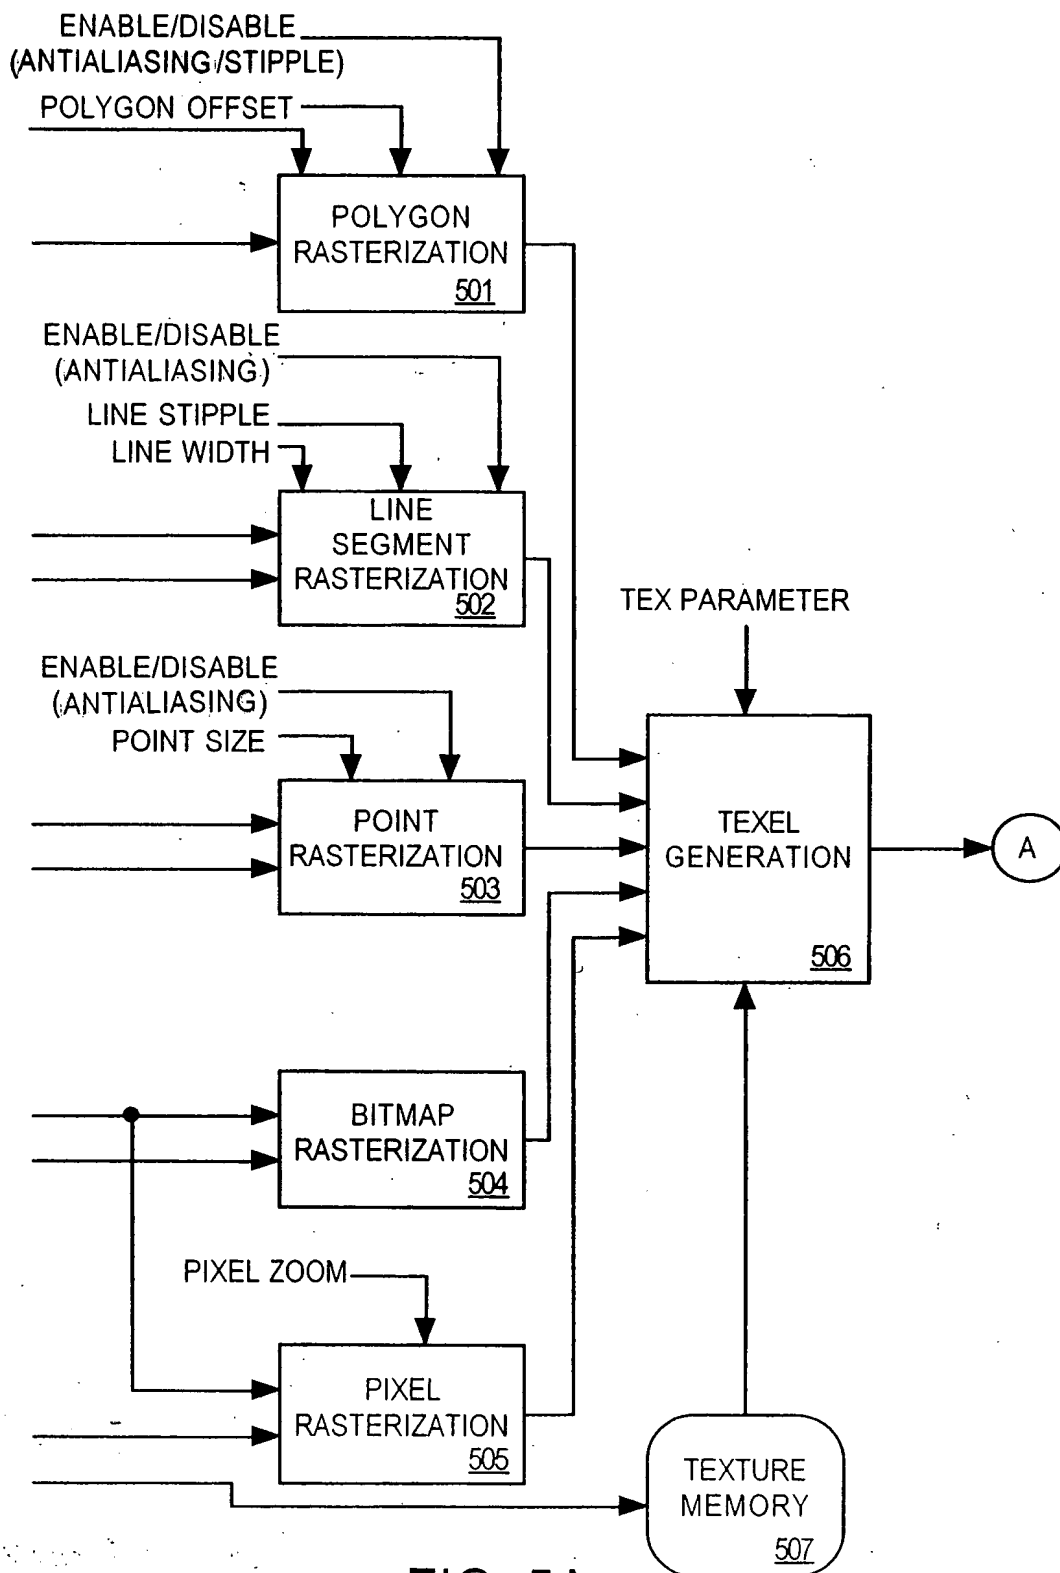 ENABLE/DISABLE
(ANTIALIASING/STIPPLE)
POLYGON OFFSET
POLYGON
RASTERIZATION
501
ENABLE/DISABLE
(ANTIALIASING)
LINE STIPPLE
LINE WIDTH
LINE
SEGMENT
RASTERIZATION
502
TEX PARAMETER
ENABLE/DISABLE
(ANTIALIASING)
POINT SIZE
POINT
RASTERIZATION
503
TEXEL
GENERATION
506
A
BITMAP
RASTERIZATION
504
PIXEL ZOOM
PIXEL
RASTERIZATION
505
TEXTURE
MEMORY
507